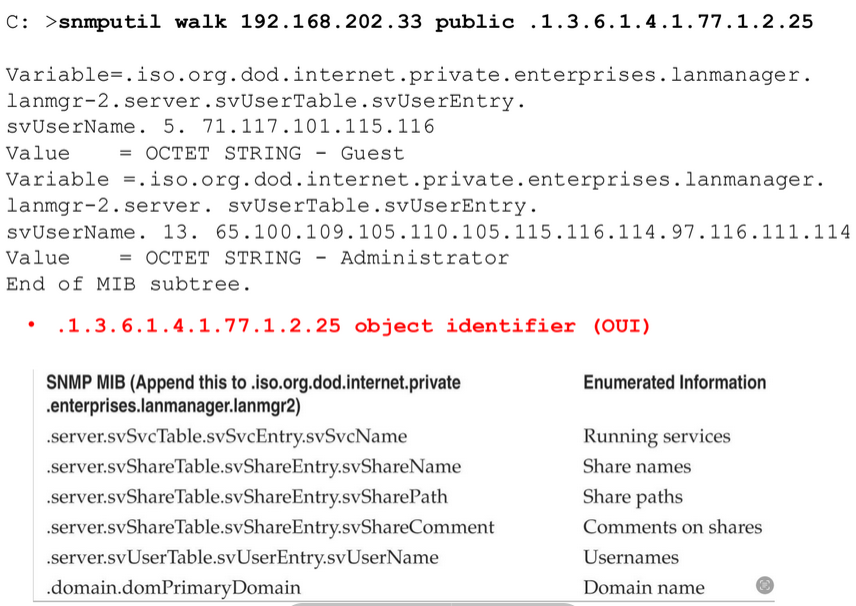 C: >snmputil walk 192.168.202.33 public .1.3.6.1.4.1.77.1.2.25
Variable=.iso.org.dod.internet.private.enterprises.lanmanager.
lanmgr-2.server.svUserTable.svUserEntry.
svUserName. 5. 71.117.101.115.116
Value = OCTET STRING - Guest
Variable =.iso.org.dod.internet.private.enterprises.lanmanager.
lanmgr-2.server. svUserTable.svUserEntry.
svUserName. 13. 65.100.109.105.110.105.115.116.114.97.116.111.114
Value = OCTET STRING - Administrator
End of MIB subtree.
• .1.3.6.1.4.1.77.1.2.25 object identifier (OUI)
SNMP MIB (Append this to .iso.org.dod.internet.private Enumerated Information
.enterprises.lanmanager.lanmgr2)
.server.svSvcTable.svSvcEntry.svSvcName Running services
.server.svShareTable.svShareEntry.svShareName Share names
.server.svShareTable.svShareEntry.svSharePath Share paths
.server.svShareTable.svShareEntry.svShareComment Comments on shares
.server.svUserTable.svUserEntry.svUserName Usernames
.domain.domPrimaryDomain Domain name